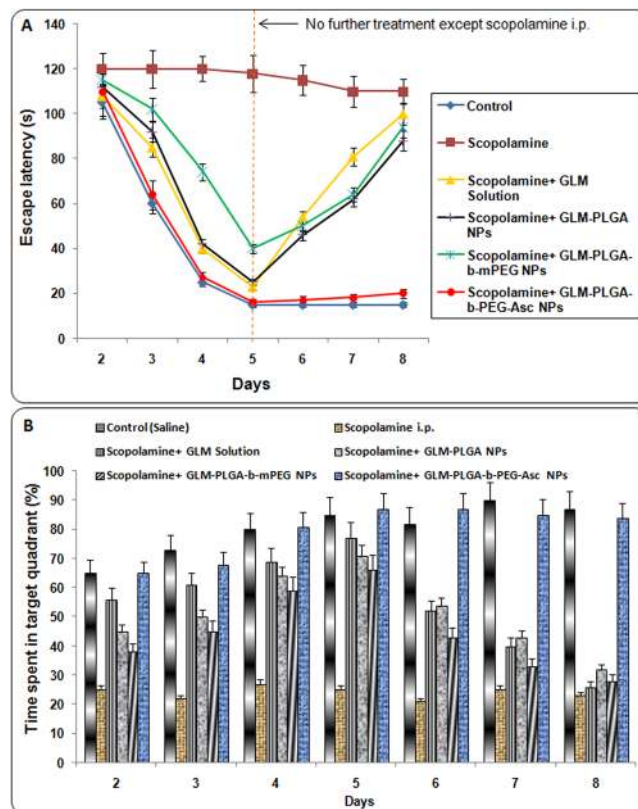 A
No further treatment except scopolamine i.p.
140
120
100
80
60
40
20
0
Escape latency (s)
2 3 4 5 6 7 8
Days
Control
Scopolamine
Scopolamine+ GLM
Solution
Scopolamine+ GLM-PLGA
NPs
Scopolamine+ GLM-PLGA-
b-mPEG NPs
Scopolamine+ GLM-PLGA-
b-PEG-Asc NPs
B
Control (Saline) Scopolamine i.p.
Scopolamine+ GLM Solution Scopolamine+ GLM-PLGA NPs
Scopolamine+ GLM-PLGA-b-mPEG NPs Scopolamine+ GLM-PLGA-b-PEG-Asc NPs
100
90
80
70
60
50
40
30
20
10
0
Time spent in target quadrant (%)
2 3 4 5 6 7 8
Days